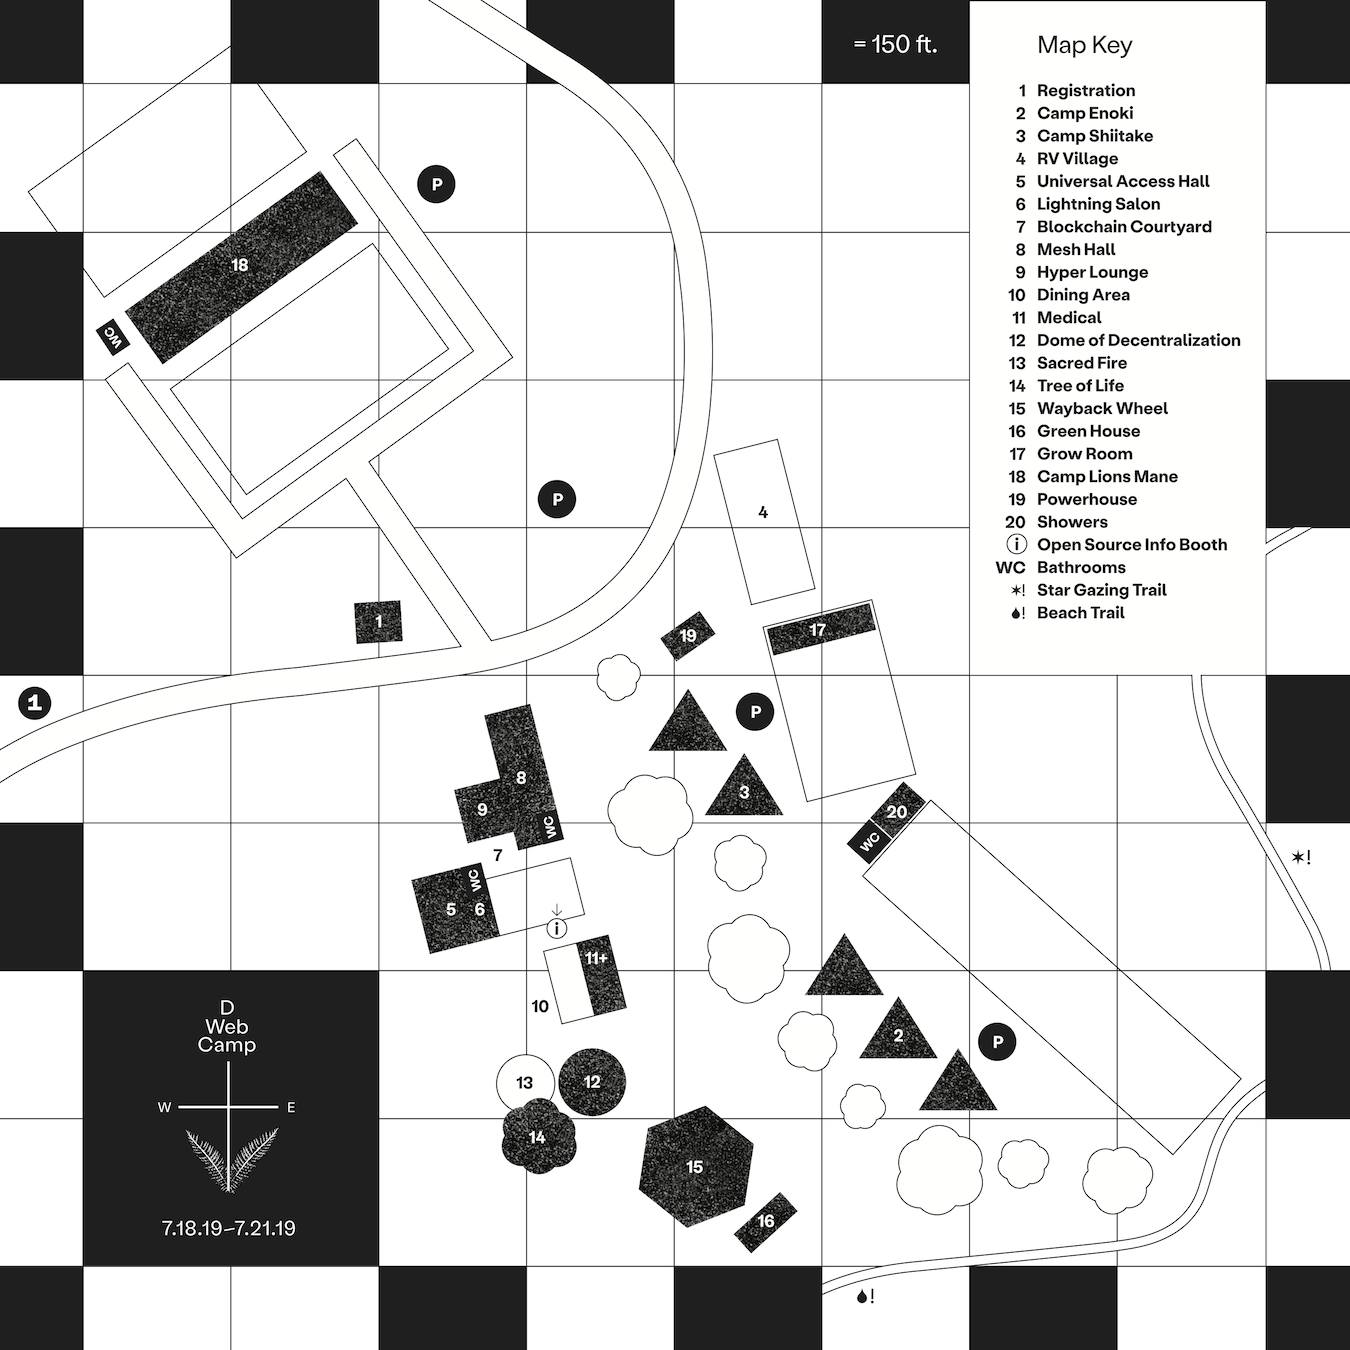 = 150 ft.
Map Key
1 Registration
2 Camp Enoki
3 Camp Shiitake
4 RV Village
5 Universal Access Hall
6 Lightning Salon
7 Blockchain Courtyard
8 Mesh Hall
9 Hyper Lounge
10 Dining Area
11 Medical
12 Dome of Decentralization
13 Sacred Fire
14 Tree of Life
15 Wayback Wheel
16 Green House
17 Grow Room
18 Camp Lions Mane
19 Powerhouse
20 Showers
i Open Source Info Booth
WC Bathrooms
✶! Star Gazing Trail
💧! Beach Trail
P
18
WC
P
4
1
19
17
1
P
8
3
9
WC
20
WC
7
✶!
WC
5 6
i
11+
10
2
P
13
12
14
15
16
💧!
D
Web
Camp
W E
7.18.19–7.21.19